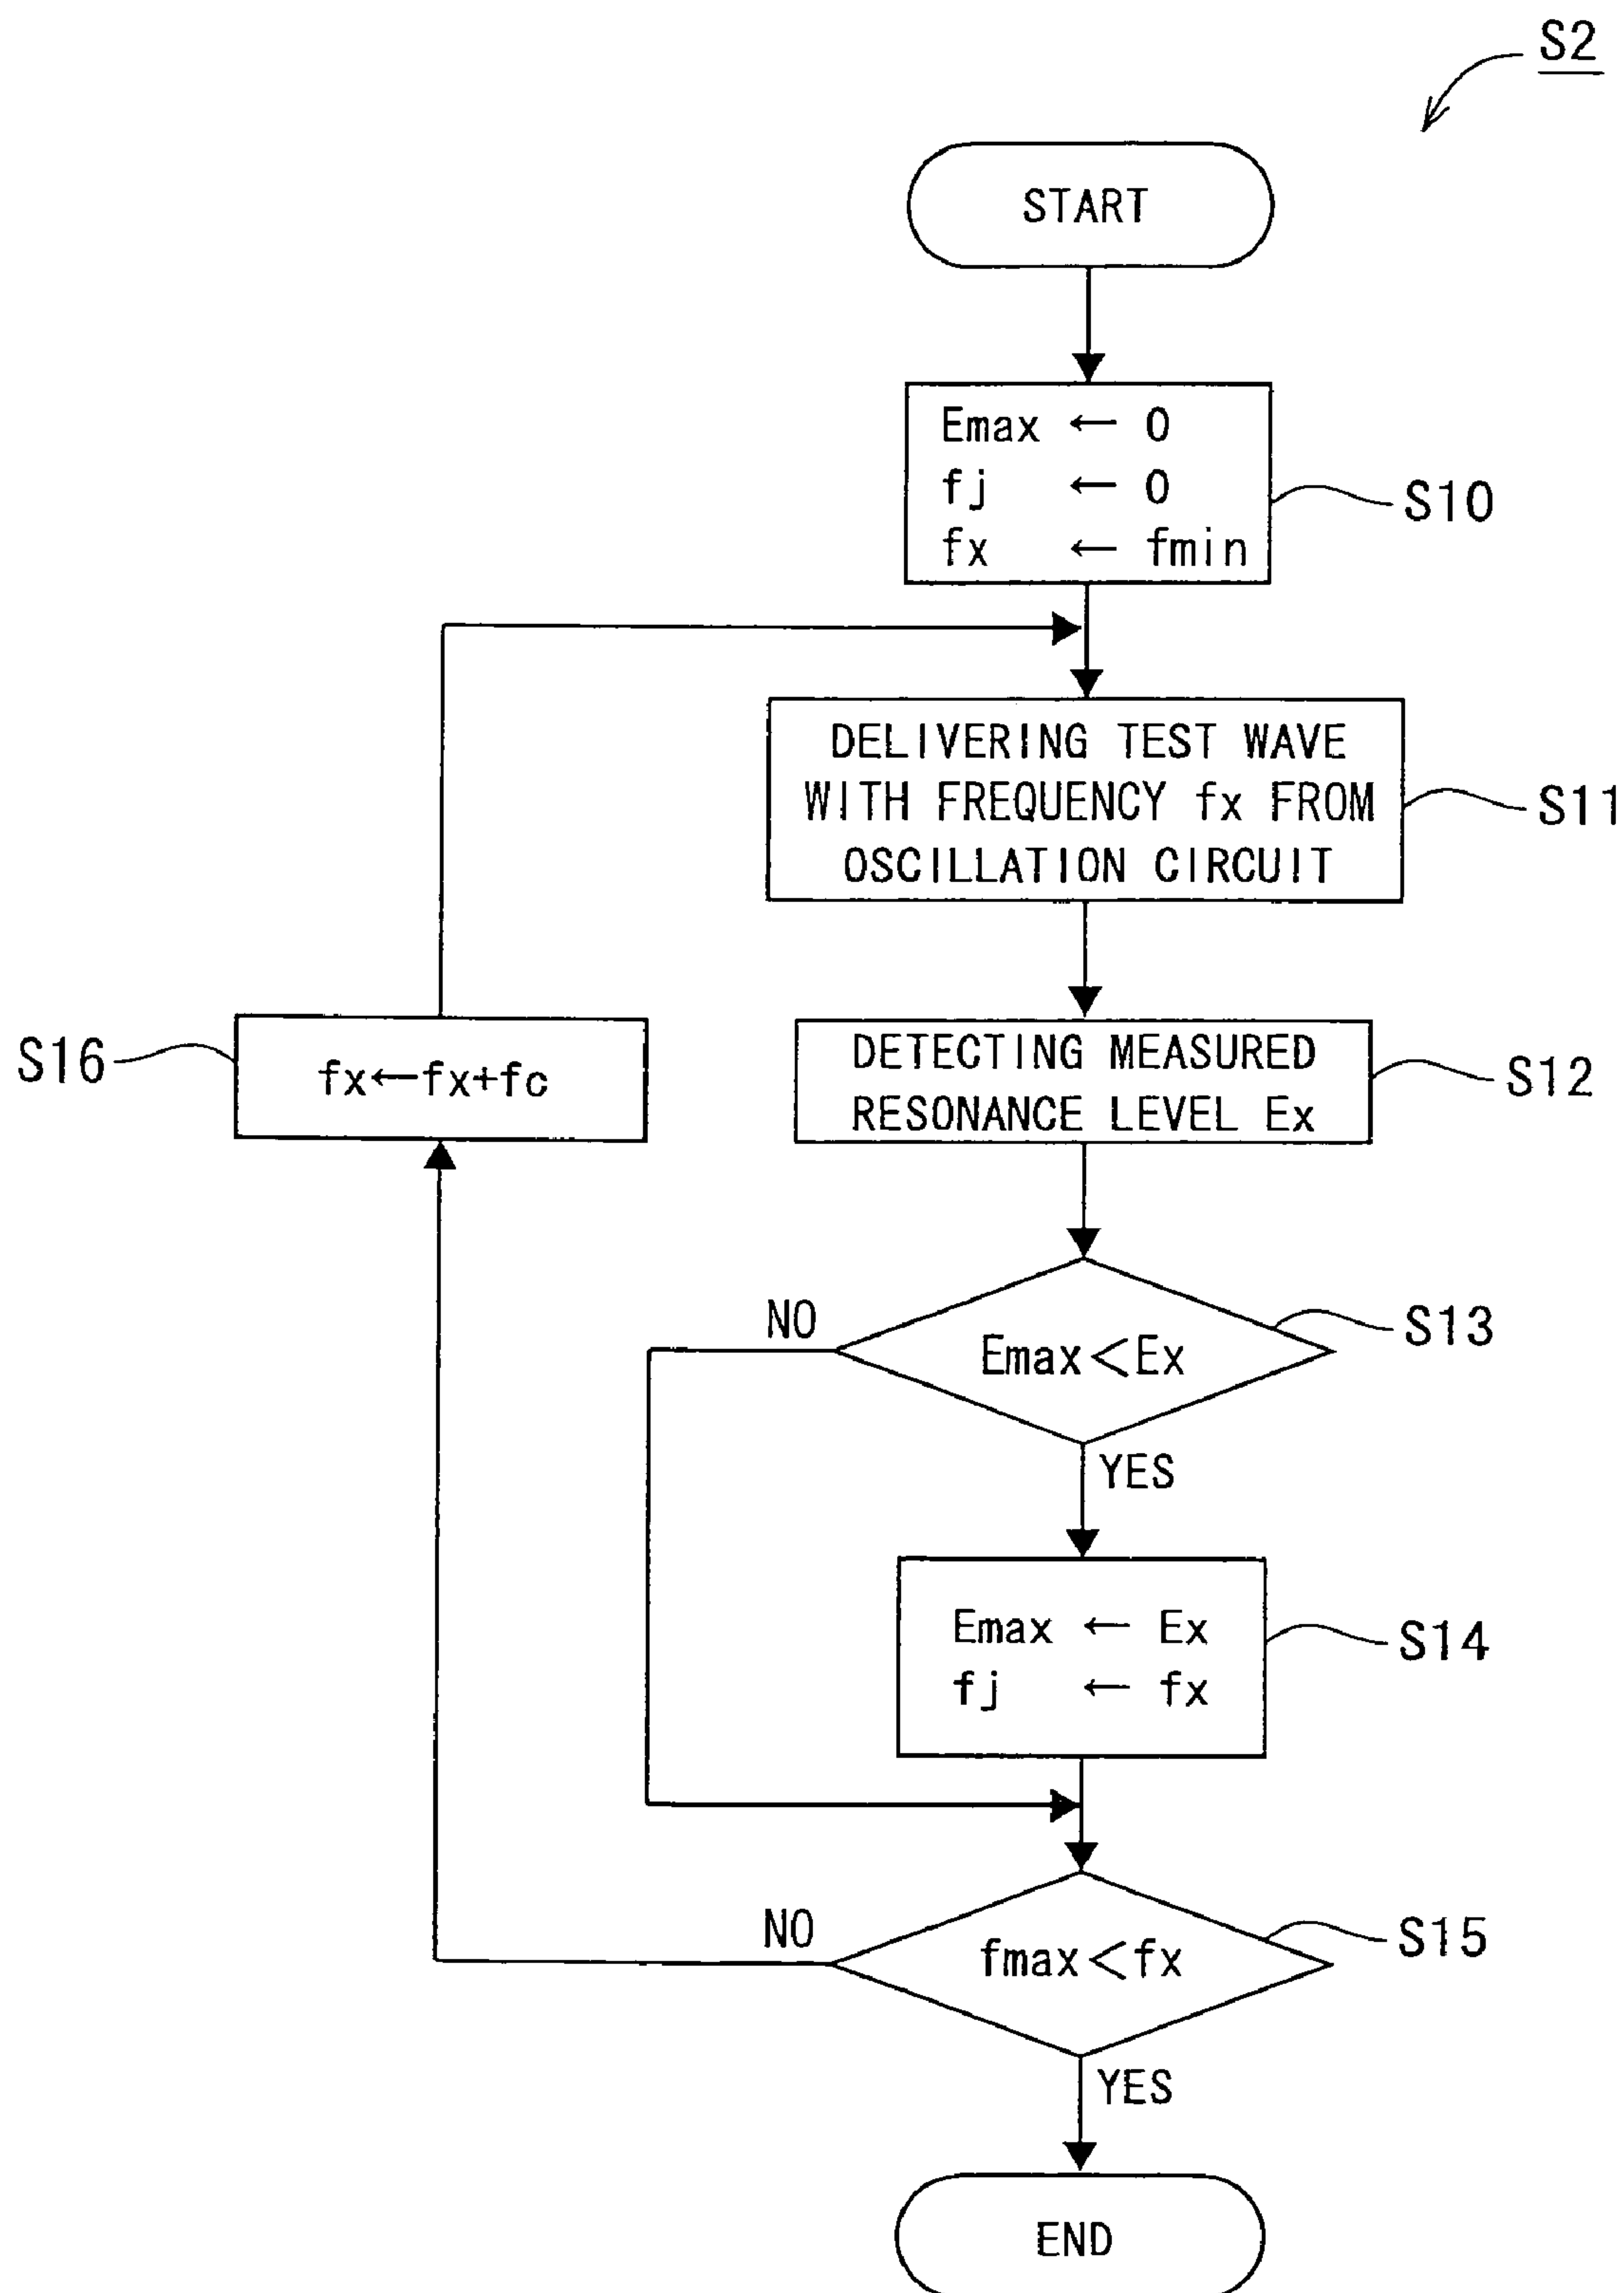 S2
START
Emax ← 0
fj ← 0
fx ← fmin
S10
DELIVERING TEST WAVE
WITH FREQUENCY fx FROM
OSCILLATION CIRCUIT
S11
S16
fx←fx+fc
DETECTING MEASURED
RESONANCE LEVEL Ex
S12
NO
Emax<Ex
S13
YES
Emax ← Ex
fj ← fx
S14
NO
fmax<fx
S15
YES
END